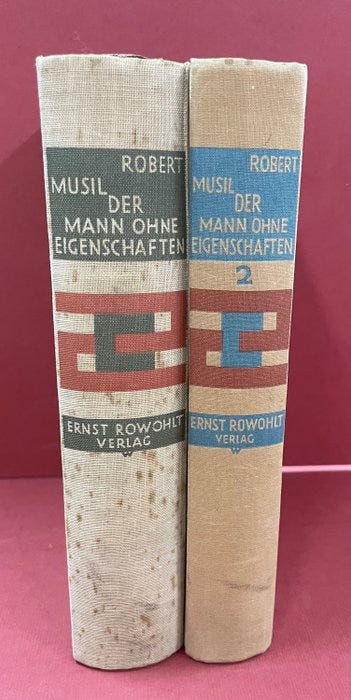 ROBERT
MUSIL
DER
MANN OHNE
EIGENSCHAFTEN
ERNST ROWOHLT
VERLAG
ROBERT
MUSIL
DER
MANN OHNE
EIGENSCHAFTEN
2
ERNST ROWOHLT
VERLAG